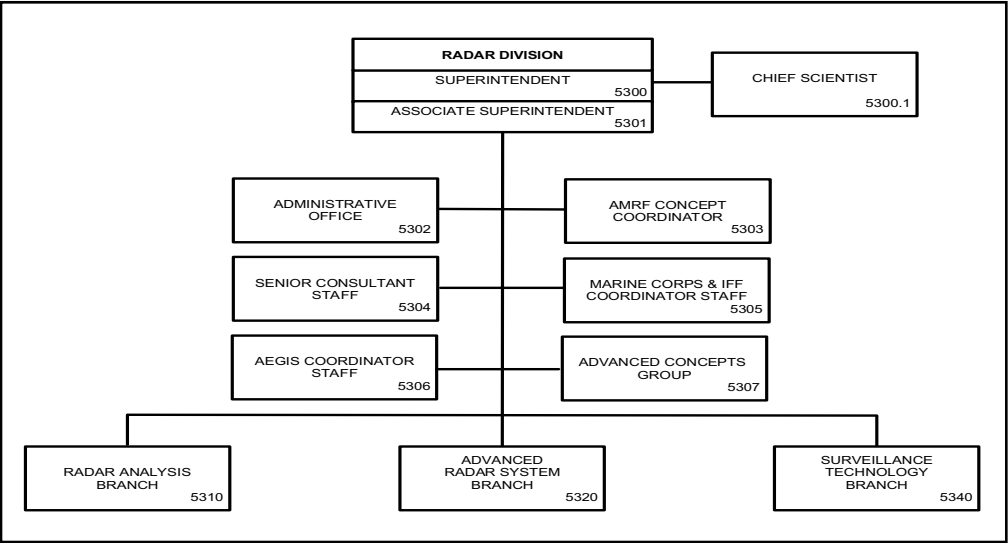 RADAR DIVISION
SUPERINTENDENT
5300
ASSOCIATE SUPERINTENDENT
5301
CHIEF SCIENTIST
5300.1
ADMINISTRATIVE
OFFICE
5302
AMRF CONCEPT
COORDINATOR
5303
SENIOR CONSULTANT
STAFF
5304
MARINE CORPS & IFF
COORDINATOR STAFF
5305
AEGIS COORDINATOR
STAFF
5306
ADVANCED CONCEPTS
GROUP
5307
RADAR ANALYSIS
BRANCH
5310
ADVANCED
RADAR SYSTEM
BRANCH
5320
SURVEILLANCE
TECHNOLOGY
BRANCH
5340